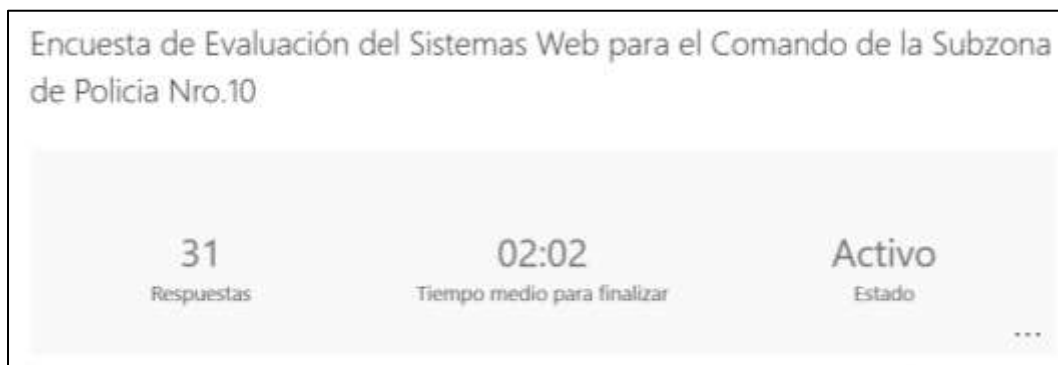 Encuesta de Evaluación del Sistemas Web para el Comando de la Subzona
de Policia Nro.10
31
Respuestas
02:02
Tiempo medio para finalizar
Activo
Estado
...